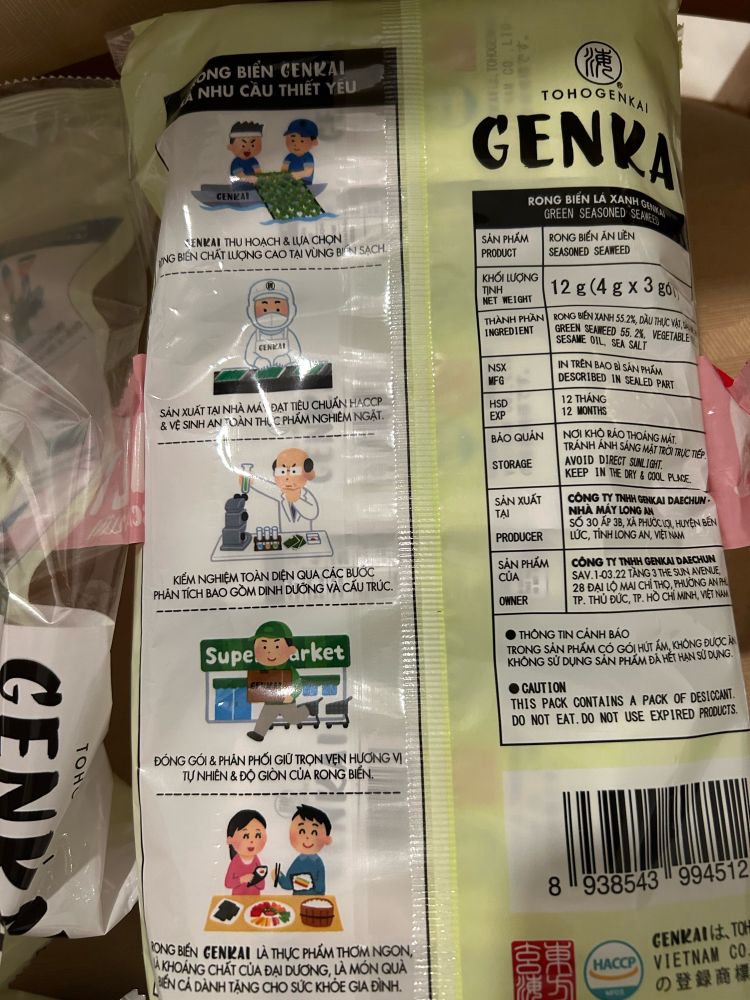 RONG BIỂN GENKAI
LÀ NHU CẦU THIẾT YẾU
GENKAI
GENKAI THU HOẠCH & LỰA CHỌN
RONG BIỂN CHẤT LƯỢNG CAO TẠI VÙNG BIỂN SẠCH.
GENKAI
SẢN XUẤT TẠI NHÀ MÁY ĐẠT TIÊU CHUẨN HACCP
& VỆ SINH AN TOÀN THỰC PHẨM NGHIÊM NGẶT.
KIỂM NGHIỆM TOÀN DIỆN QUA CÁC BƯỚC
PHÂN TÍCH BAO GỒM DINH DƯỠNG VÀ CẤU TRÚC.
Supe arket
GENKAI
ĐÓNG GÓI & PHÂN PHỐI GIỮ TRỌN VẸN HƯƠNG VỊ
TỰ NHIÊN & ĐỘ GIÒN CỦA RONG BIỂN.
RONG BIỂN GENKAI LÀ THỰC PHẨM THƠM NGON,
LÀ KHOÁNG CHẤT CỦA ĐẠI DƯƠNG, LÀ MÓN QUÀ
BIỂN CẢ DÀNH TẶNG CHO SỨC KHỎE GIA ĐÌNH.
®
TOHOGENKAI
GENKA
RONG BIỂN LÁ XANH GENKAI
GREEN SEASONED SEAWEED
SẢN PHẨM RONG BIỂN ĂN LIỀN
PRODUCT SEASONED SEAWEED
KHỐI LƯỢNG TỊNH
NET WEIGHT 12 g (4 g x 3 gói)
THÀNH PHẦN RONG BIỂN XANH 55.2%, DẦU THỰC VẬT,
INGREDIENT GREEN SEAWEED 55.2%, VEGETABLE
SESAME OIL, SEA SALT
NSX IN TRÊN BAO BÌ SẢN PHẨM
MFG DESCRIBED IN SEALED PART
HSD 12 THÁNG
EXP 12 MONTHS
BẢO QUẢN NƠI KHÔ RÁO THOÁNG MÁT.
TRÁNH ÁNH SÁNG MẶT TRỜI TRỰC TIẾP.
STORAGE AVOID DIRECT SUNLIGHT.
KEEP IN THE DRY & COOL PLACE.
SẢN XUẤT CÔNG TY TNHH GENKAI DAECHUN -
TẠI NHÀ MÁY LONG AN
SỐ 30 ẤP 3B, XÃ PHƯỚC LỢI, HUYỆN BẾN
PRODUCER LỨC, TỈNH LONG AN, VIỆT NAM
SẢN PHẨM CÔNG TY TNHH GENKAI DAECHUN
CỦA SAV.1-03.22 TẦNG 3 THE SUN AVENUE,
28 ĐẠI LỘ MAI CHÍ THỌ, PHƯỜNG AN PHÚ
OWNER TP. THỦ ĐỨC, TP. HỒ CHÍ MINH, VIỆT NAM
● THÔNG TIN CẢNH BÁO
TRONG SẢN PHẨM CÓ GÓI HÚT ẨM, KHÔNG ĐƯỢC ĂN
KHÔNG SỬ DỤNG SẢN PHẨM ĐÃ HẾT HẠN SỬ DỤNG.
● CAUTION
THIS PACK CONTAINS A PACK OF DESICCANT.
DO NOT EAT. DO NOT USE EXPIRED PRODUCTS.
8 938543 994512
HACCP
GENKAIは、TOH
VIETNAM CO.
の登録商標
GENK